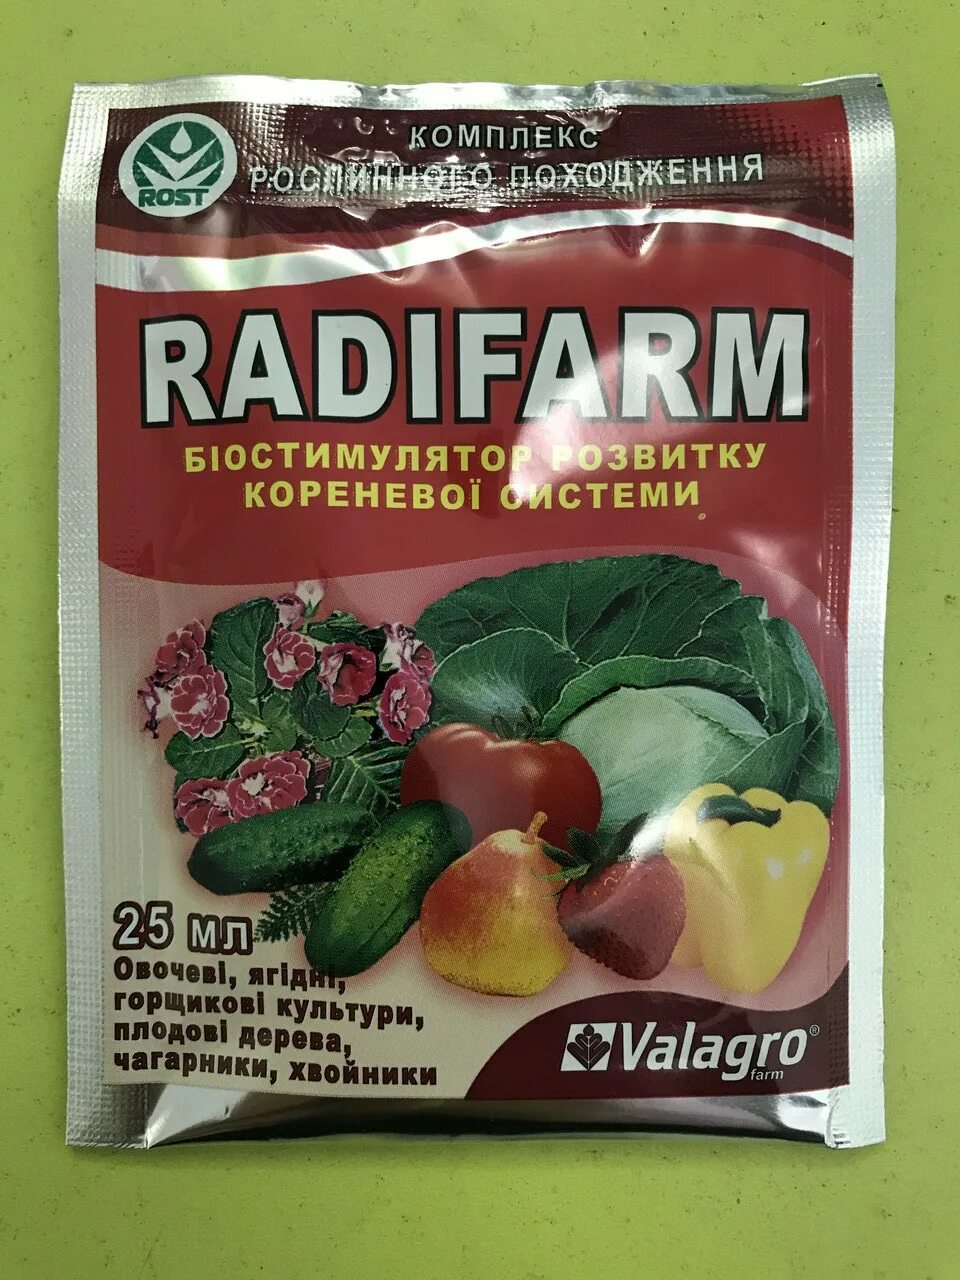 ROST
КОМПЛЕКС
РОСЛИННОГО ПОХОДЖЕННЯ
RADIFARM
БІОСТИМУЛЯТОР РОЗВИТКУ
КОРЕНЕВОЇ СИСТЕМИ
25 мл
Овочеві, ягідні,
горщикові культури,
плодові дерева,
чагарники, хвойники
Valagro®
farm